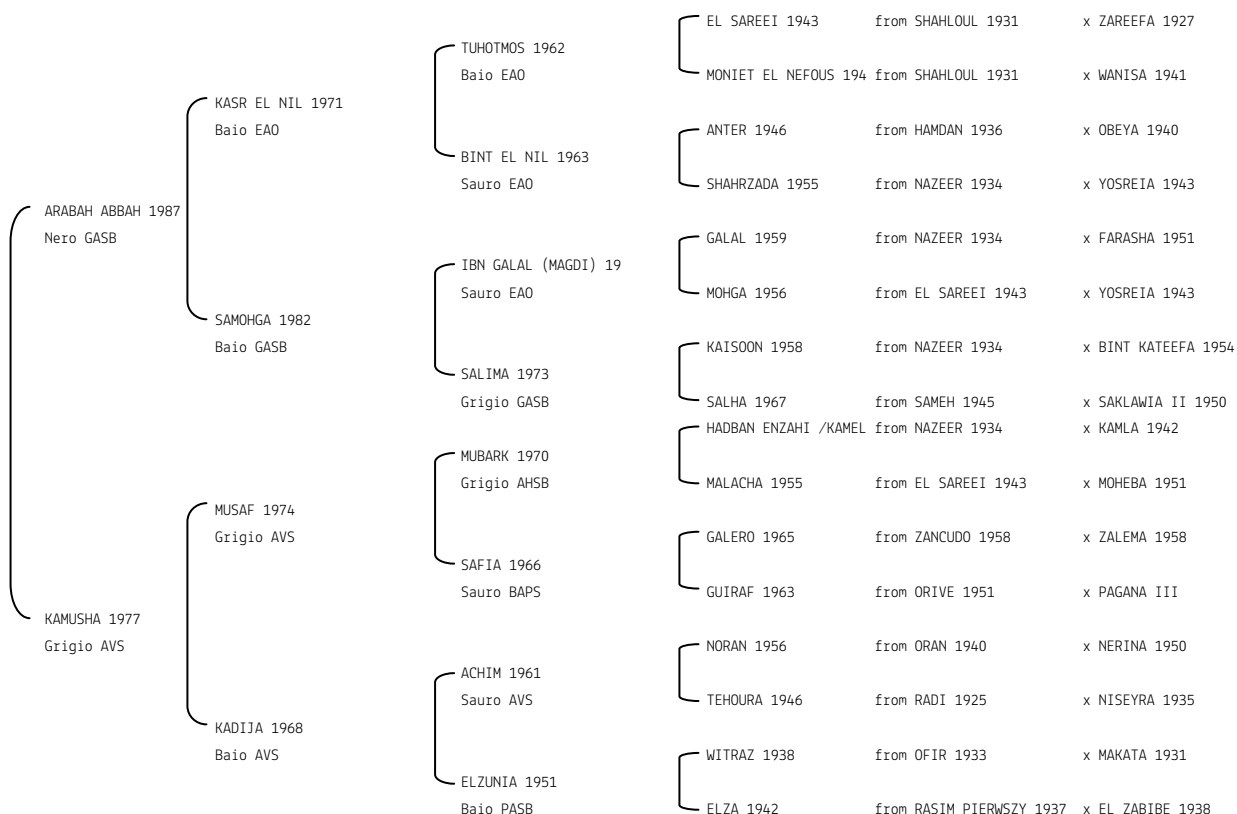 EL SAREEI 1943 from SHAHLOUL 1931 x ZAREEFA 1927
TUHOTMOS 1962
Baio EAO
MONIET EL NEFOUS 194 from SHAHLOUL 1931 x WANISA 1941
KASR EL NIL 1971
Baio EAO
ANTER 1946 from HAMDAN 1936 x OBEYA 1940
BINT EL NIL 1963
Sauro EAO
SHAHRZADA 1955 from NAZEER 1934 x YOSREIA 1943
ARABAH ABBAH 1987
Nero GASB
GALAL 1959 from NAZEER 1934 x FARASHA 1951
IBN GALAL (MAGDI) 19
Sauro EAO
MOHGA 1956 from EL SAREEI 1943 x YOSREIA 1943
SAMOHGA 1982
Baio GASB
KAISOON 1958 from NAZEER 1934 x BINT KATEEFA 1954
SALIMA 1973
Grigio GASB
SALHA 1967 from SAMEH 1945 x SAKLAWIA II 1950
HADBAN ENZAHI /KAMEL from NAZEER 1934 x KAMLA 1942
MUBARK 1970
Grigio AHSB
MALACHA 1955 from EL SAREEI 1943 x MOHEBA 1951
MUSAF 1974
Grigio AVS
GALERO 1965 from ZANCUDO 1958 x ZALEMA 1958
SAFIA 1966
Sauro BAPS
GUIRAF 1963 from ORIVE 1951 x PAGANA III
KAMUSHA 1977
Grigio AVS
NORAN 1956 from ORAN 1940 x NERINA 1950
ACHIM 1961
Sauro AVS
TEHOURA 1946 from RADI 1925 x NISEYRA 1935
KADIJA 1968
Baio AVS
WITRAZ 1938 from OFIR 1933 x MAKATA 1931
ELZUNIA 1951
Baio PASB
ELZA 1942 from RASIM PIERWSZY 1937 x EL ZABIBE 1938